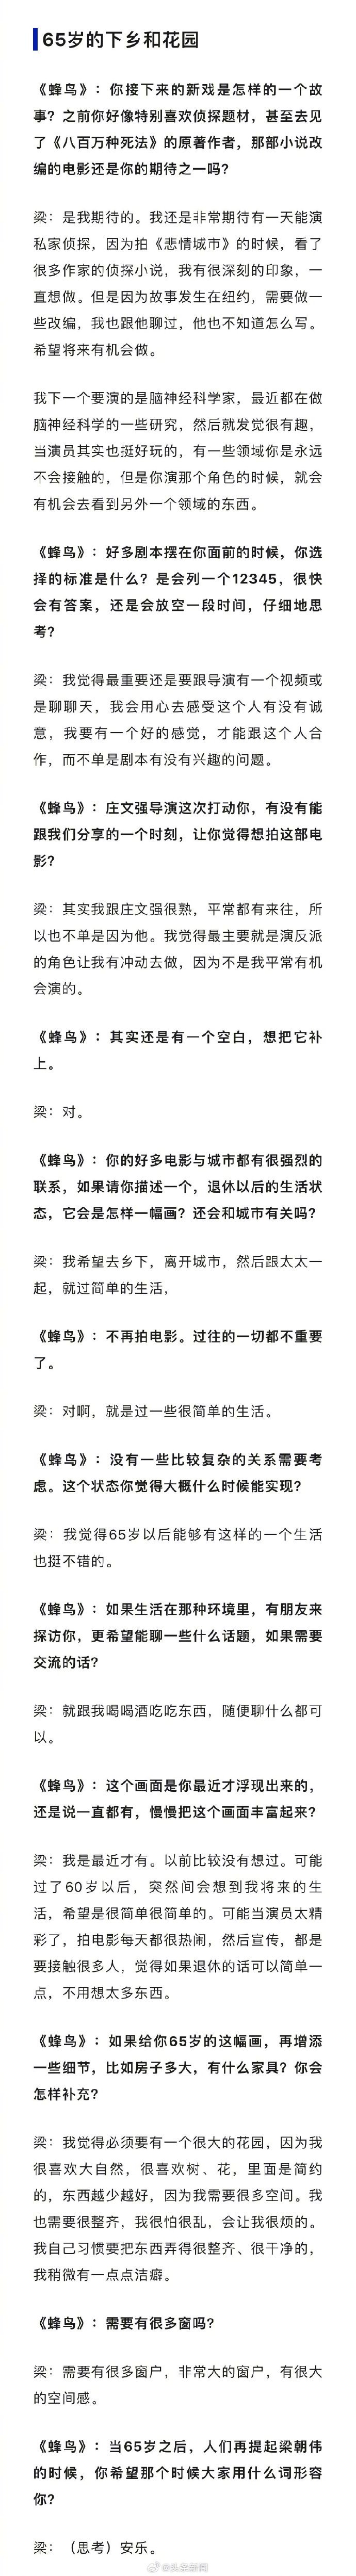 65岁的下乡和花园
《蜂鸟》：你接下来的新戏是怎样的一个故
事？之前你好像特别喜欢侦探题材，甚至去见
了《八百万种死法》的原著作者，那部小说改
编的电影还是你的期待之一吗？
梁：是我期待的。我还是非常期待有一天能演
私家侦探，因为拍《悲情城市》的时候，看了
很多作家的侦探小说，我有很深刻的印象，一
直想做。但是因为故事发生在纽约，需要做一
些改编，我也跟他聊过，他也不知道怎么写。
希望将来有机会做。
我下一个要演的是脑神经科学家，最近都在做
脑神经科学的一些研究，然后就发觉很有趣，
当演员其实也挺好玩的，有一些领域你是永远
不会接触的，但是你演那个角色的时候，就会
有机会去看到另外一个领域的东西。
《蜂鸟》：好多剧本摆在你面前的时候，你选
择的标准是什么？是会列一个12345，很快
会有答案，还是会放空一段时间，仔细地思
考？
梁：我觉得最重要还是要跟导演有一个视频或
是聊聊天，我会用心去感受这个人有没有诚
意，我要有一个好的感觉，才能跟这个人合
作，而不单是剧本有没有兴趣的问题。
《蜂鸟》：庄文强导演这次打动你，有没有能
跟我们分享的一个时刻，让你觉得想拍这部电
影？
梁：其实我跟庄文强很熟，平常都有来往，所
以也不单是因为他。我觉得最主要就是演反派
的角色让我有冲动去做，因为不是我平常有机
会演的。
《蜂鸟》：其实还是有一个空白，想把它补
上。
梁：对。
《蜂鸟》：你的好多电影与城市都有很强烈的
联系，如果请你描述一个，退休以后的生活状
态，它会是怎样一幅画？还会和城市有关吗？
梁：我希望去乡下，离开城市，然后跟太太一
起，就过简单的生活，
《蜂鸟》：不再拍电影。过往的一切都不重要
了。
梁：对啊，就是过一些很简单的生活。
《蜂鸟》：没有一些比较复杂的关系需要考
虑。这个状态你觉得大概什么时候能实现？
梁：我觉得65岁以后能够有这样的一个生活
也挺不错的。
《蜂鸟》：如果生活在那种环境里，有朋友来
探访你，更希望能聊一些什么话题，如果需要
交流的话？
梁：就跟我喝喝酒吃吃东西，随便聊什么都可
以。
《蜂鸟》：这个画面是你最近才浮现出来的，
还是说一直都有，慢慢把这个画面丰富起来？
梁：我是最近才有。以前比较没有想过。可能
过了60岁以后，突然间会想到我将来的生
活，希望是很简单很简单的。可能当演员太精
彩了，拍电影每天都很热闹，然后宣传，都是
要接触很多人，觉得如果退休的话可以简单一
点，不用想太多东西。
《蜂鸟》：如果给你65岁的这幅画，再增添
一些细节，比如房子多大，有什么家具？你会
怎样补充？
梁：我觉得必须要有一个很大的花园，因为我
很喜欢大自然，很喜欢树、花，里面是简约
的，东西越少越好，因为我需要很多空间。我
也需要很整齐，我很怕很乱，会让我很烦的。
我自己习惯要把东西弄得很整齐、很干净的，
我稍微有一点点洁癖。
《蜂鸟》：需要有很多窗吗？
梁：需要有很多窗户，非常大的窗户，有很大
的空间感。
《蜂鸟》：当65岁之后，人们再提起梁朝伟
的时候，你希望那个时候大家用什么词形容
你？
梁：（思考）安乐。
@头条新闻